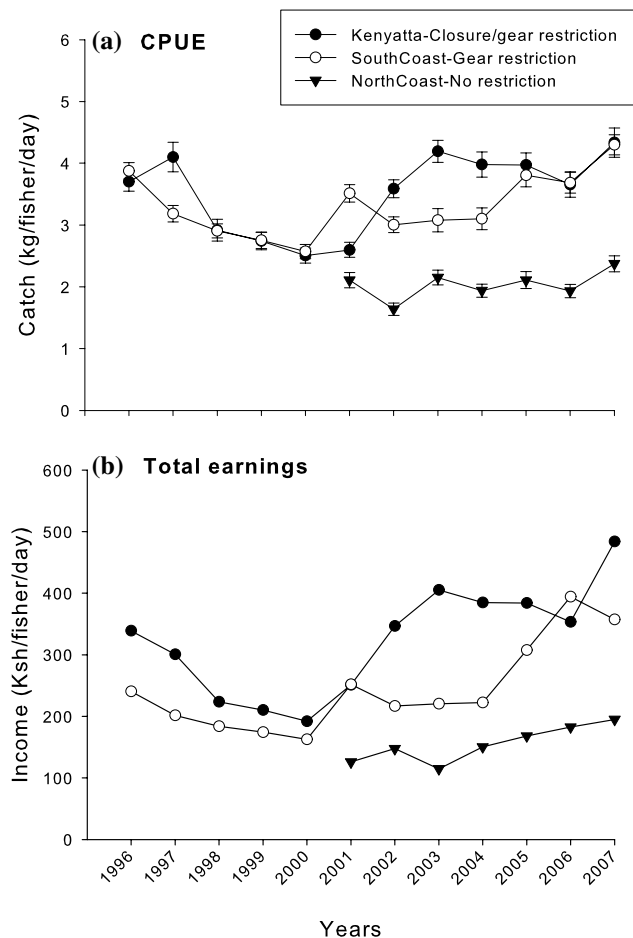 (a) CPUE
Kenyatta-Closure/gear restriction
SouthCoast-Gear restriction
NorthCoast-No restriction
6
5
4
3
2
1
0
Catch (kg/fisher/day)
(b) Total earnings
600
500
400
300
200
100
0
Income (Ksh/fisher/day)
1996 1997 1998 1999 2000 2001 2002 2003 2004 2005 2006 2007
Years